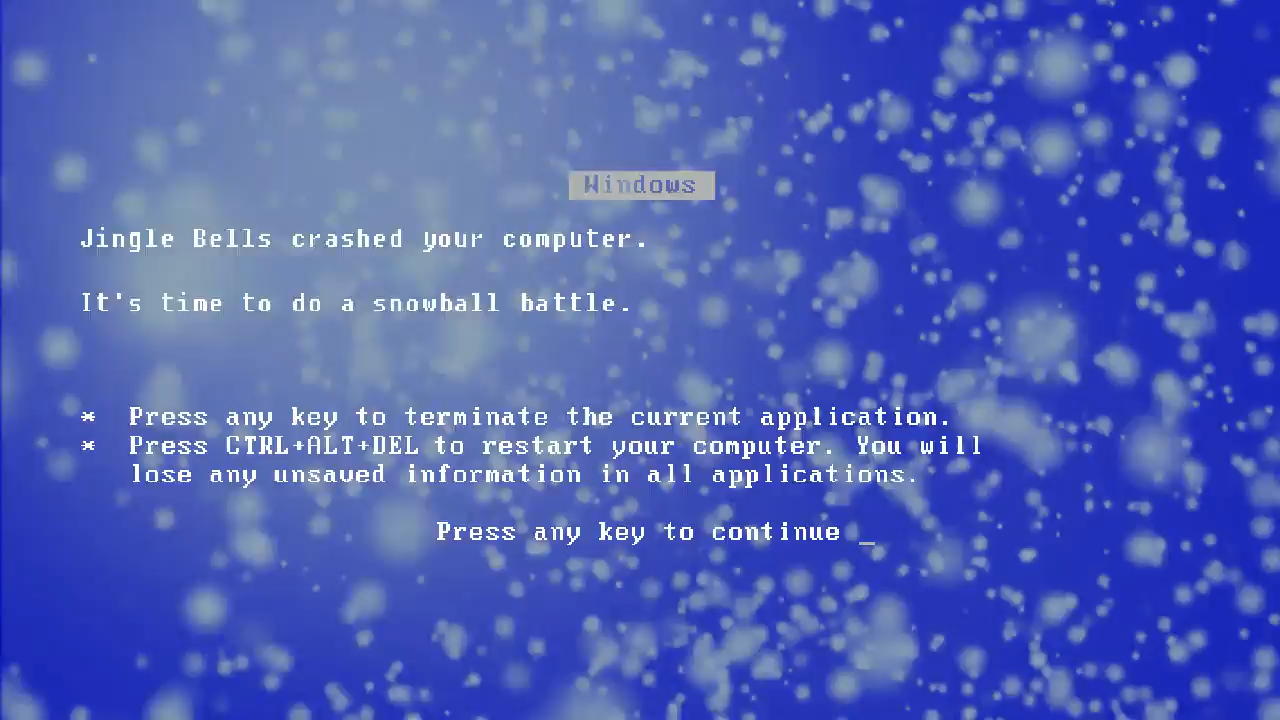 Windows
Jingle Bells crashed your computer.
It's time to do a snowball battle.
* Press any key to terminate the current application.
* Press CTRL+ALT+DEL to restart your computer. You will
lose any unsaved information in all applications.
Press any key to continue _